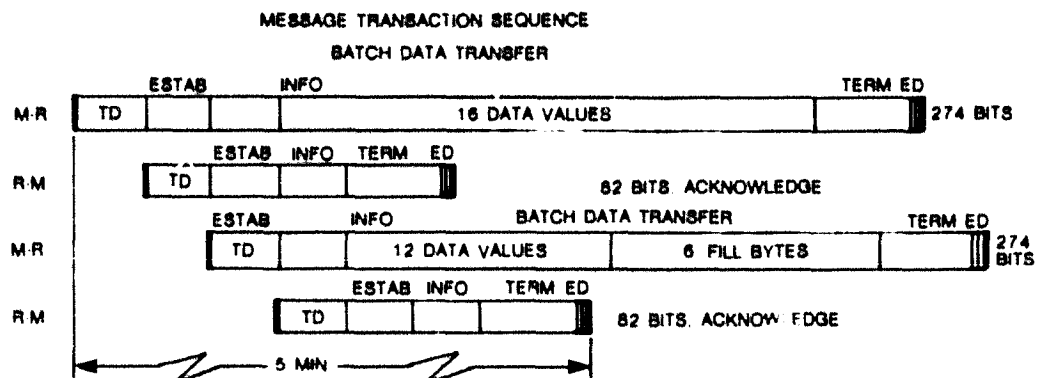 MESSAGE TRANSACTION SEQUENCE
BATCH DATA TRANSFER
ESTAB INFO TERM ED
M-R TD 16 DATA VALUES 274 BITS
ESTAB INFO TERM ED
R-M TD 82 BITS, ACKNOWLEDGE
ESTAB INFO BATCH DATA TRANSFER TERM ED
M-R TD 12 DATA VALUES 6 FILL BYTES 274 BITS
ESTAB INFO TERM ED
R-M TD 82 BITS, ACKNOW EDGE
5 MIN